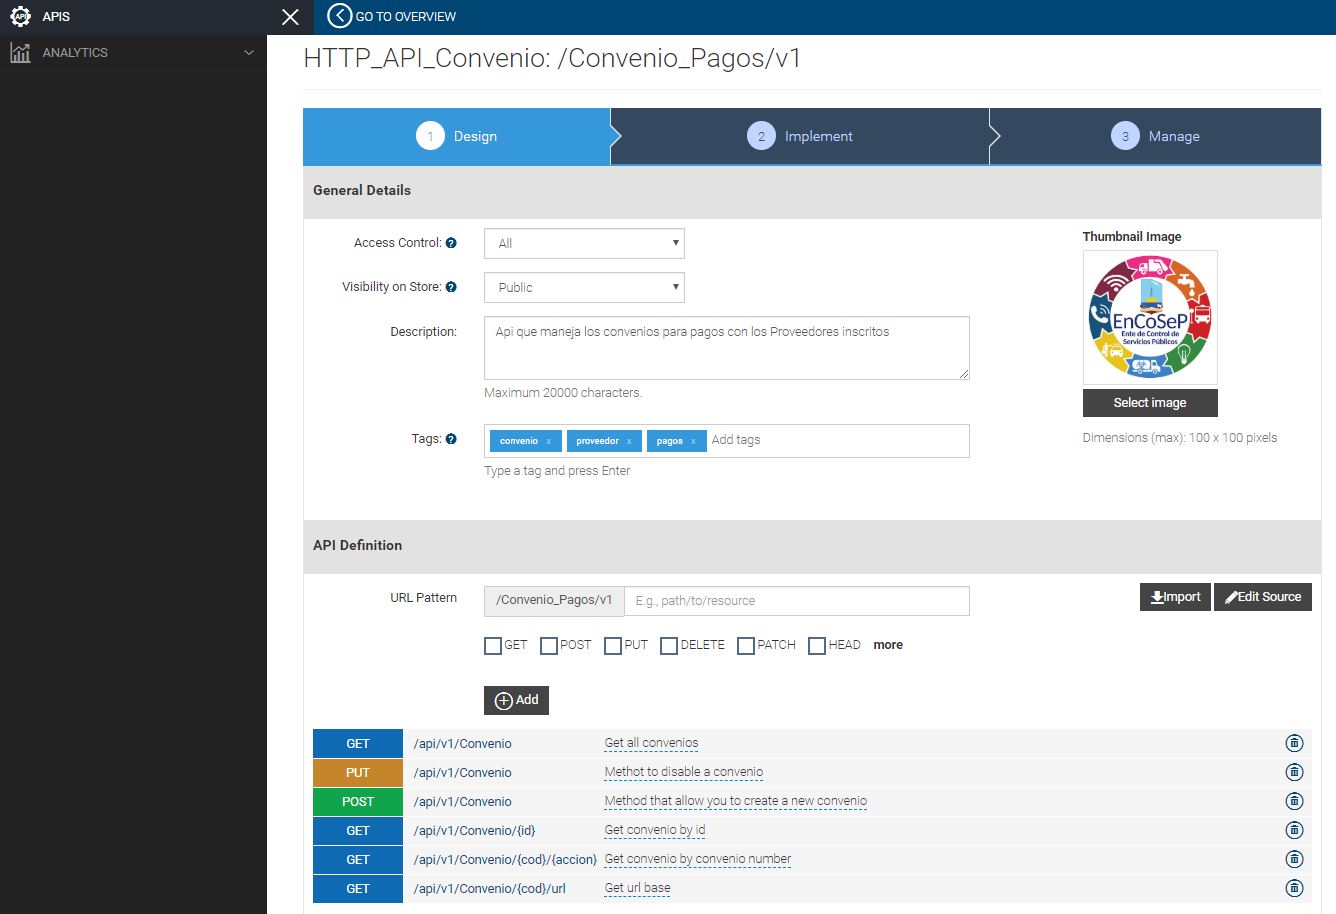 APIS
GO TO OVERVIEW
ANALYTICS
HTTP_API_Convenio: /Convenio_Pagos/v1
1 Design
2 Implement
3 Manage
General Details
Access Control: ?
All
Thumbnail Image
Visibility on Store: ?
Public
Description:
Api que maneja los convenios para pagos con los Proveedores inscritos
EnCoSeP
Ente de Control de
Servicios Públicos
Maximum 20000 characters.
Select image
Tags: ?
convenio x
proveedor x
pagos x
Add tags
Dimensions (max): 100 x 100 pixels
Type a tag and press Enter
API Definition
URL Pattern
/Convenio_Pagos/v1
E.g., path/to/resource
Import
Edit Source
GET POST PUT DELETE PATCH HEAD more
Add
GET /api/v1/Convenio Get all convenios
PUT /api/v1/Convenio Methot to disable a convenio
POST /api/v1/Convenio Method that allow you to create a new convenio
GET /api/v1/Convenio/{id} Get convenio by id
GET /api/v1/Convenio/{cod}/{accion} Get convenio by convenio number
GET /api/v1/Convenio/{cod}/url Get url base